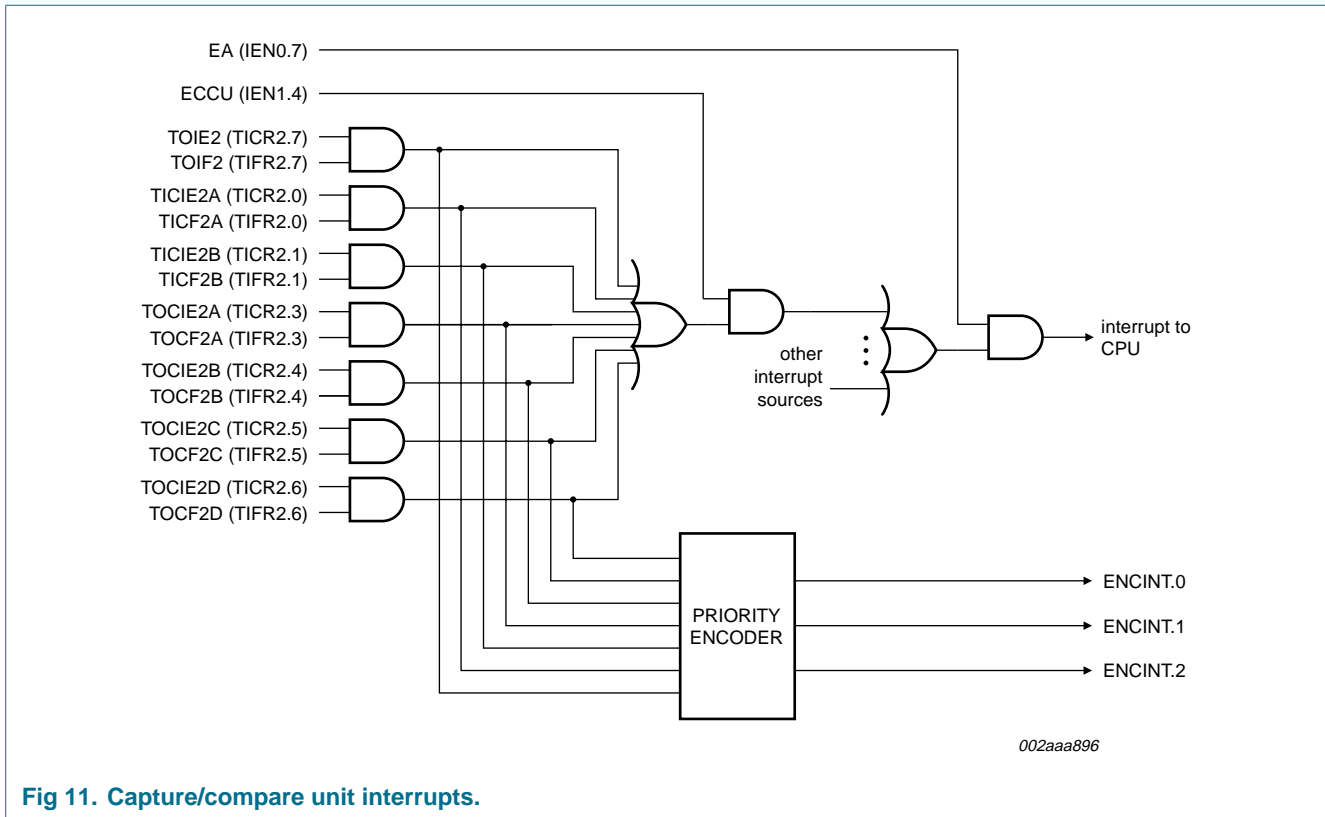 EA (IEN0.7)
ECCU (IEN1.4)
TOIE2 (TICR2.7)
TOIF2 (TIFR2.7)
TICIE2A (TICR2.0)
TICF2A (TIFR2.0)
TICIE2B (TICR2.1)
TICF2B (TIFR2.1)
TOCIE2A (TICR2.3)
TOCF2A (TIFR2.3)
TOCIE2B (TICR2.4)
TOCF2B (TIFR2.4)
TOCIE2C (TICR2.5)
TOCF2C (TIFR2.5)
TOCIE2D (TICR2.6)
TOCF2D (TIFR2.6)
other
interrupt
sources
interrupt to
CPU
PRIORITY
ENCODER
ENCINT.0
ENCINT.1
ENCINT.2
002aaa896
Fig 11. Capture/compare unit interrupts.